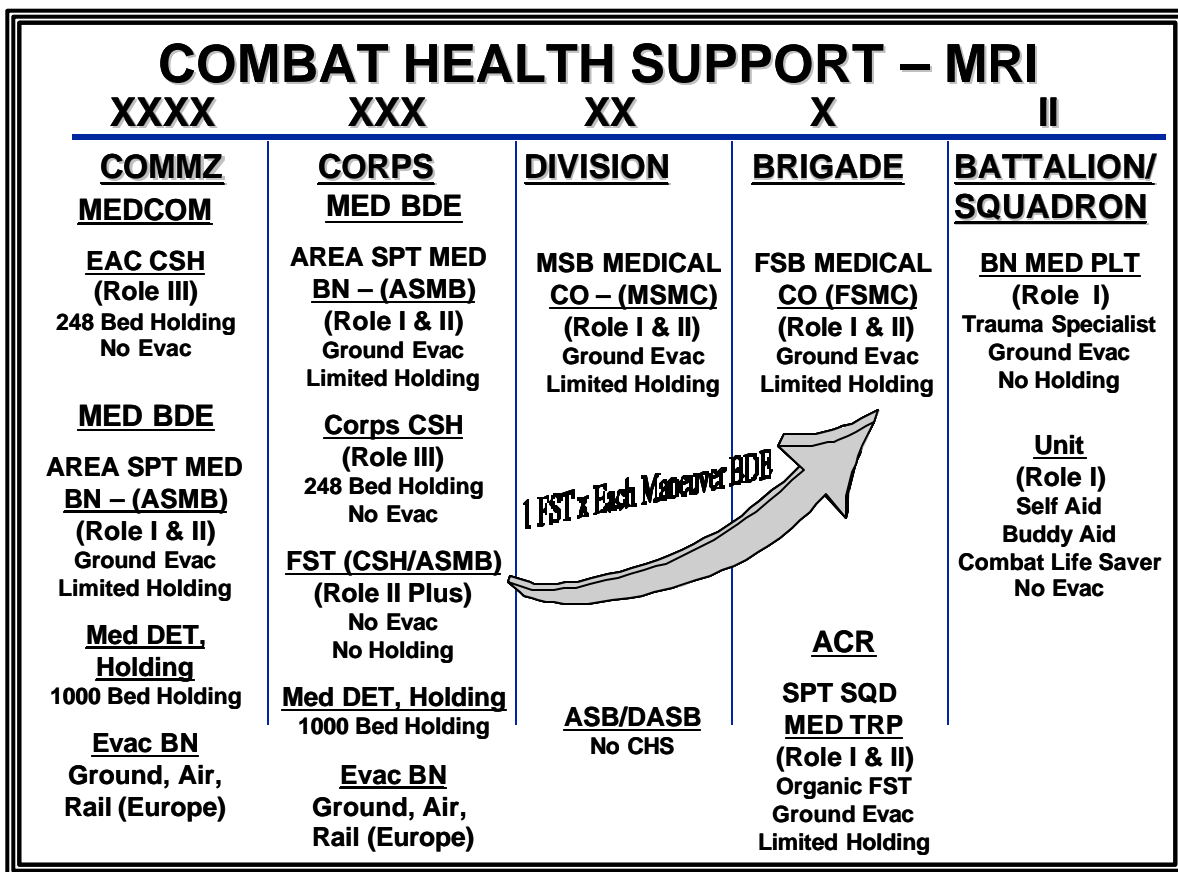 COMBAT HEALTH SUPPORT – MRI
XXXX
XXX
XX
X
II
COMMZ
MEDCOM
EAC CSH
(Role III)
248 Bed Holding
No Evac
MED BDE
AREA SPT MED
BN – (ASMB)
(Role I & II)
Ground Evac
Limited Holding
Med DET,
Holding
1000 Bed Holding
Evac BN
Ground, Air,
Rail (Europe)
CORPS
MED BDE
AREA SPT MED
BN – (ASMB)
(Role I & II)
Ground Evac
Limited Holding
Corps CSH
(Role III)
248 Bed Holding
No Evac
FST (CSH/ASMB)
(Role II Plus)
No Evac
No Holding
Med DET, Holding
1000 Bed Holding
Evac BN
Ground, Air,
Rail (Europe)
DIVISION
MSB MEDICAL
CO – (MSMC)
(Role I & II)
Ground Evac
Limited Holding
1 FST x Each Maneuver BDE
ASB/DASB
No CHS
BRIGADE
FSB MEDICAL
CO (FSMC)
(Role I & II)
Ground Evac
Limited Holding
ACR
SPT SQD
MED TRP
(Role I & II)
Organic FST
Ground Evac
Limited Holding
BATTALION/
SQUADRON
BN MED PLT
(Role I)
Trauma Specialist
Ground Evac
No Holding
Unit
(Role I)
Self Aid
Buddy Aid
Combat Life Saver
No Evac